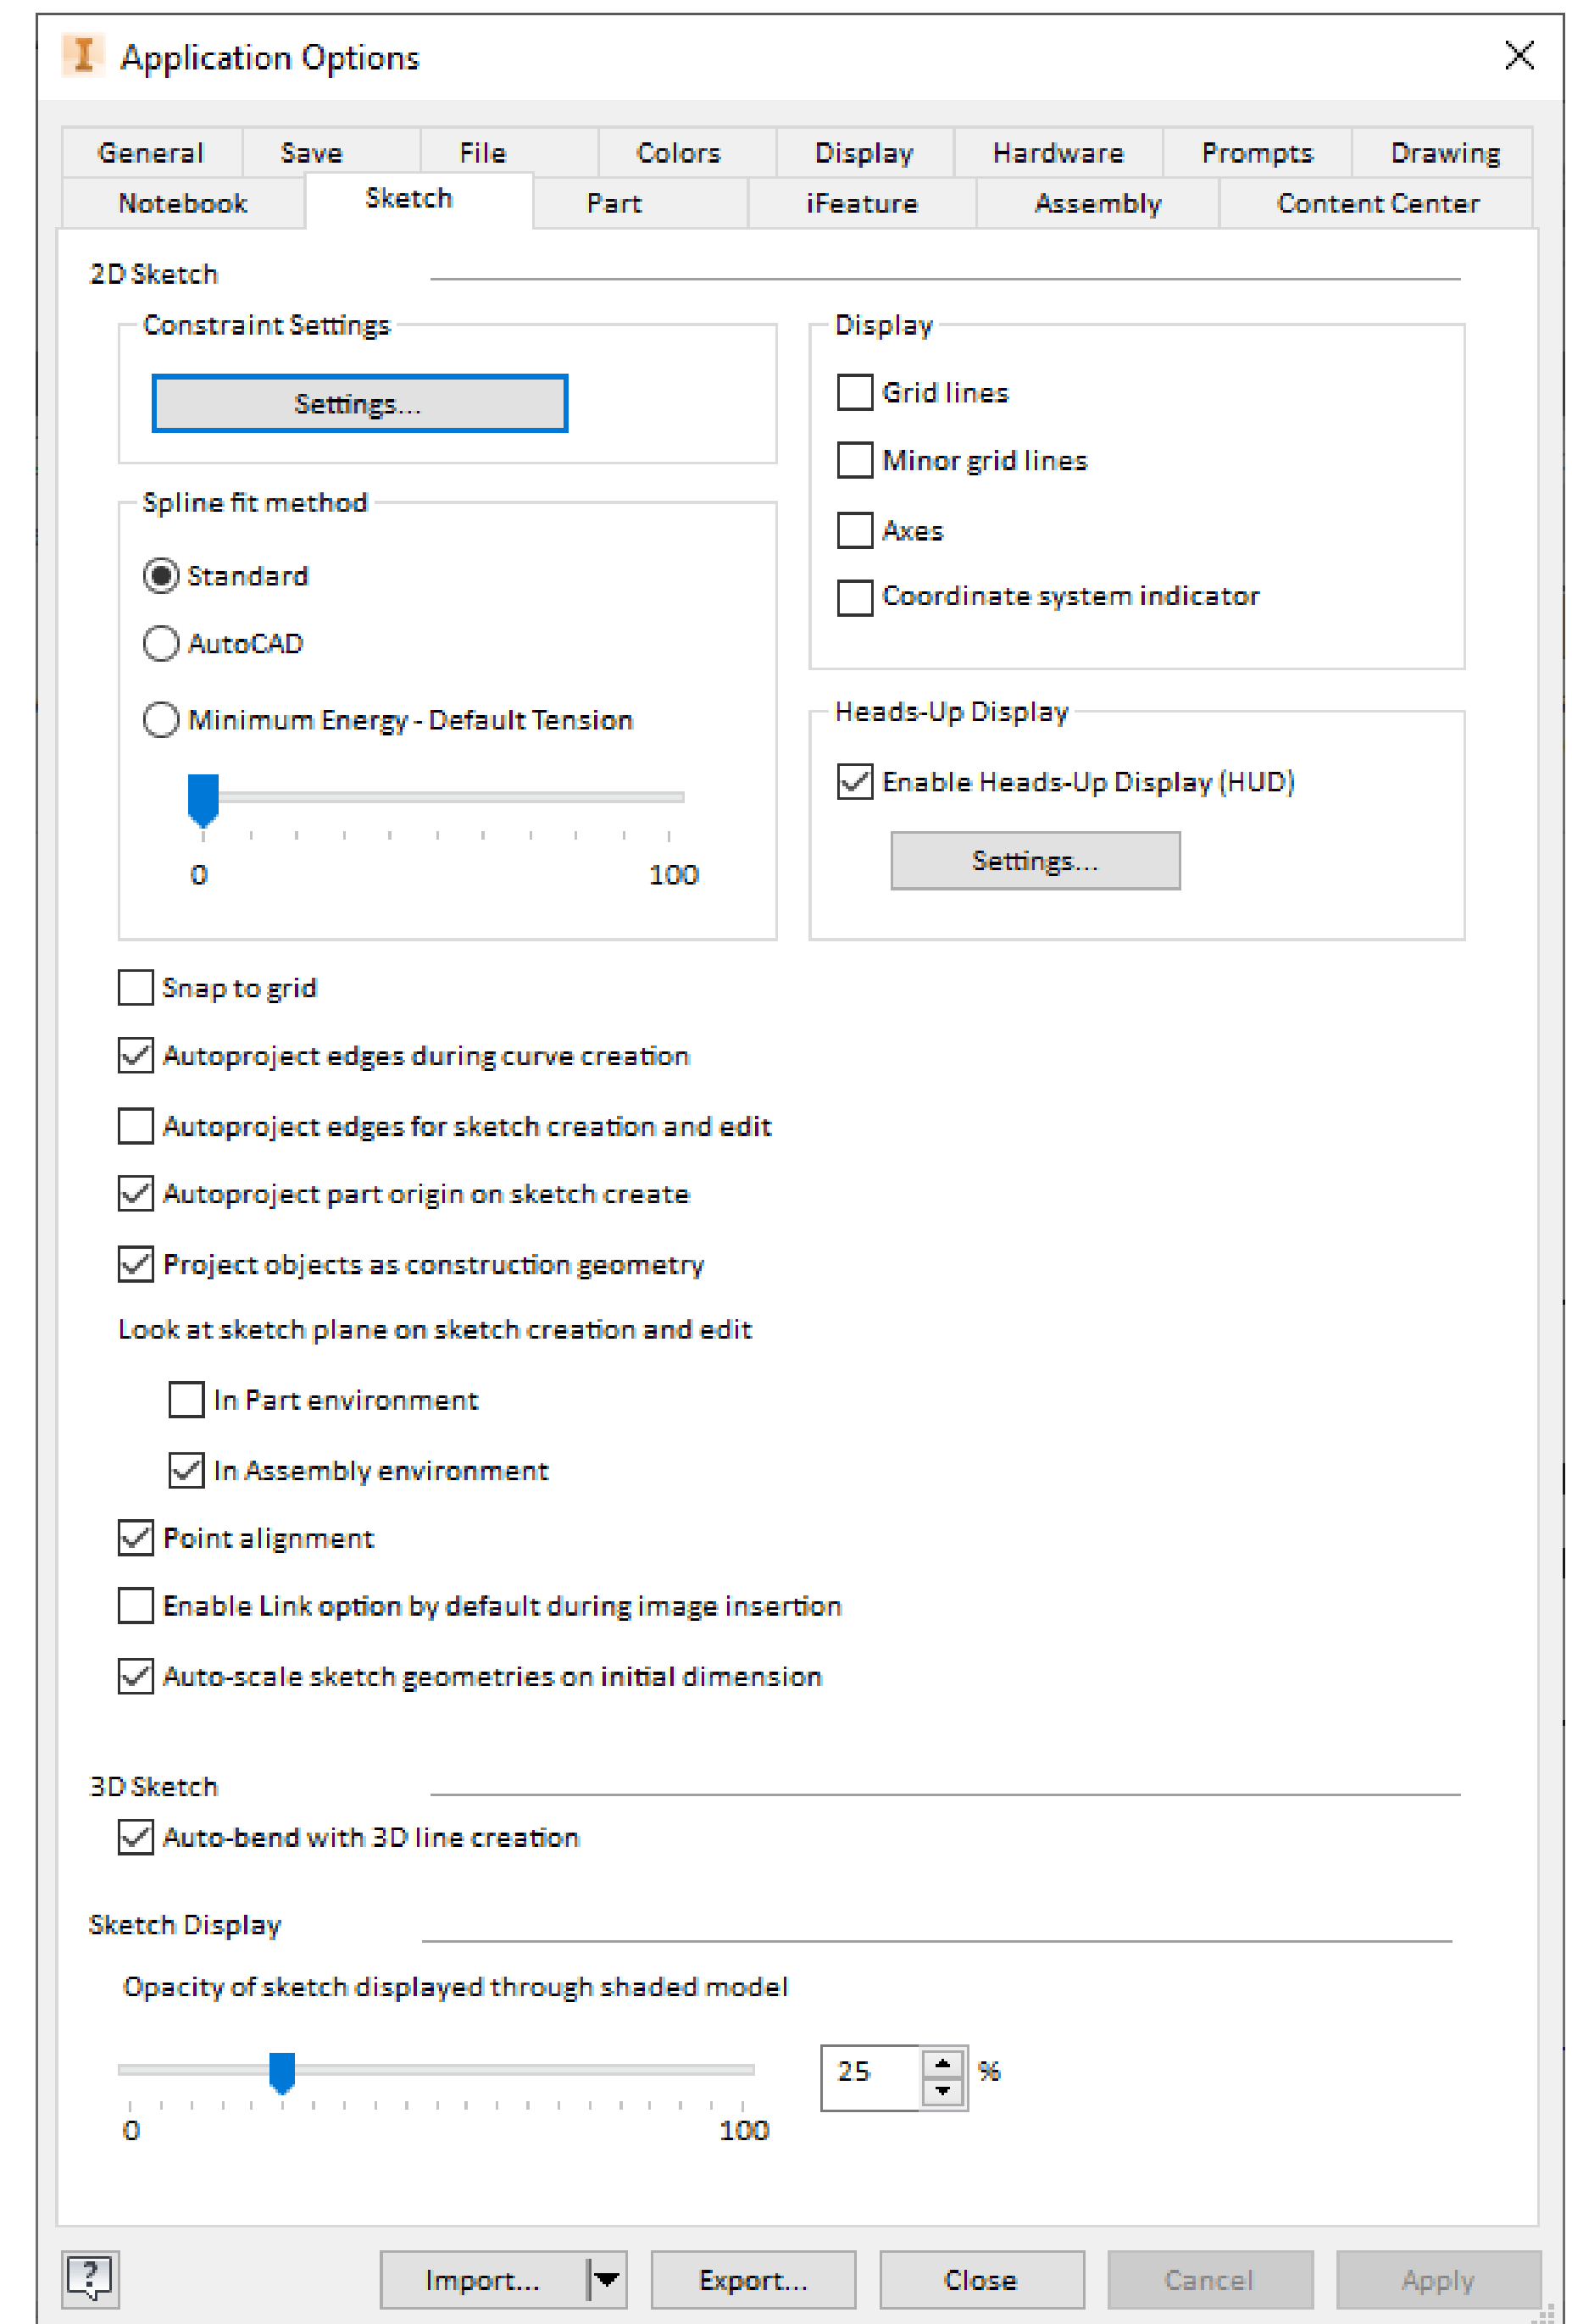 Application Options
General Save File Colors Display Hardware Prompts Drawing
Notebook Sketch Part iFeature Assembly Content Center
2D Sketch
Constraint Settings
Settings...
Spline fit method
Standard
AutoCAD
Minimum Energy - Default Tension
0 100
Display
Grid lines
Minor grid lines
Axes
Coordinate system indicator
Heads-Up Display
Enable Heads-Up Display (HUD)
Settings...
Snap to grid
Autoproject edges during curve creation
Autoproject edges for sketch creation and edit
Autoproject part origin on sketch create
Project objects as construction geometry
Look at sketch plane on sketch creation and edit
In Part environment
In Assembly environment
Point alignment
Enable Link option by default during image insertion
Auto-scale sketch geometries on initial dimension
3D Sketch
Auto-bend with 3D line creation
Sketch Display
Opacity of sketch displayed through shaded model
25 %
0 100
? Import... Export... Close Cancel Apply